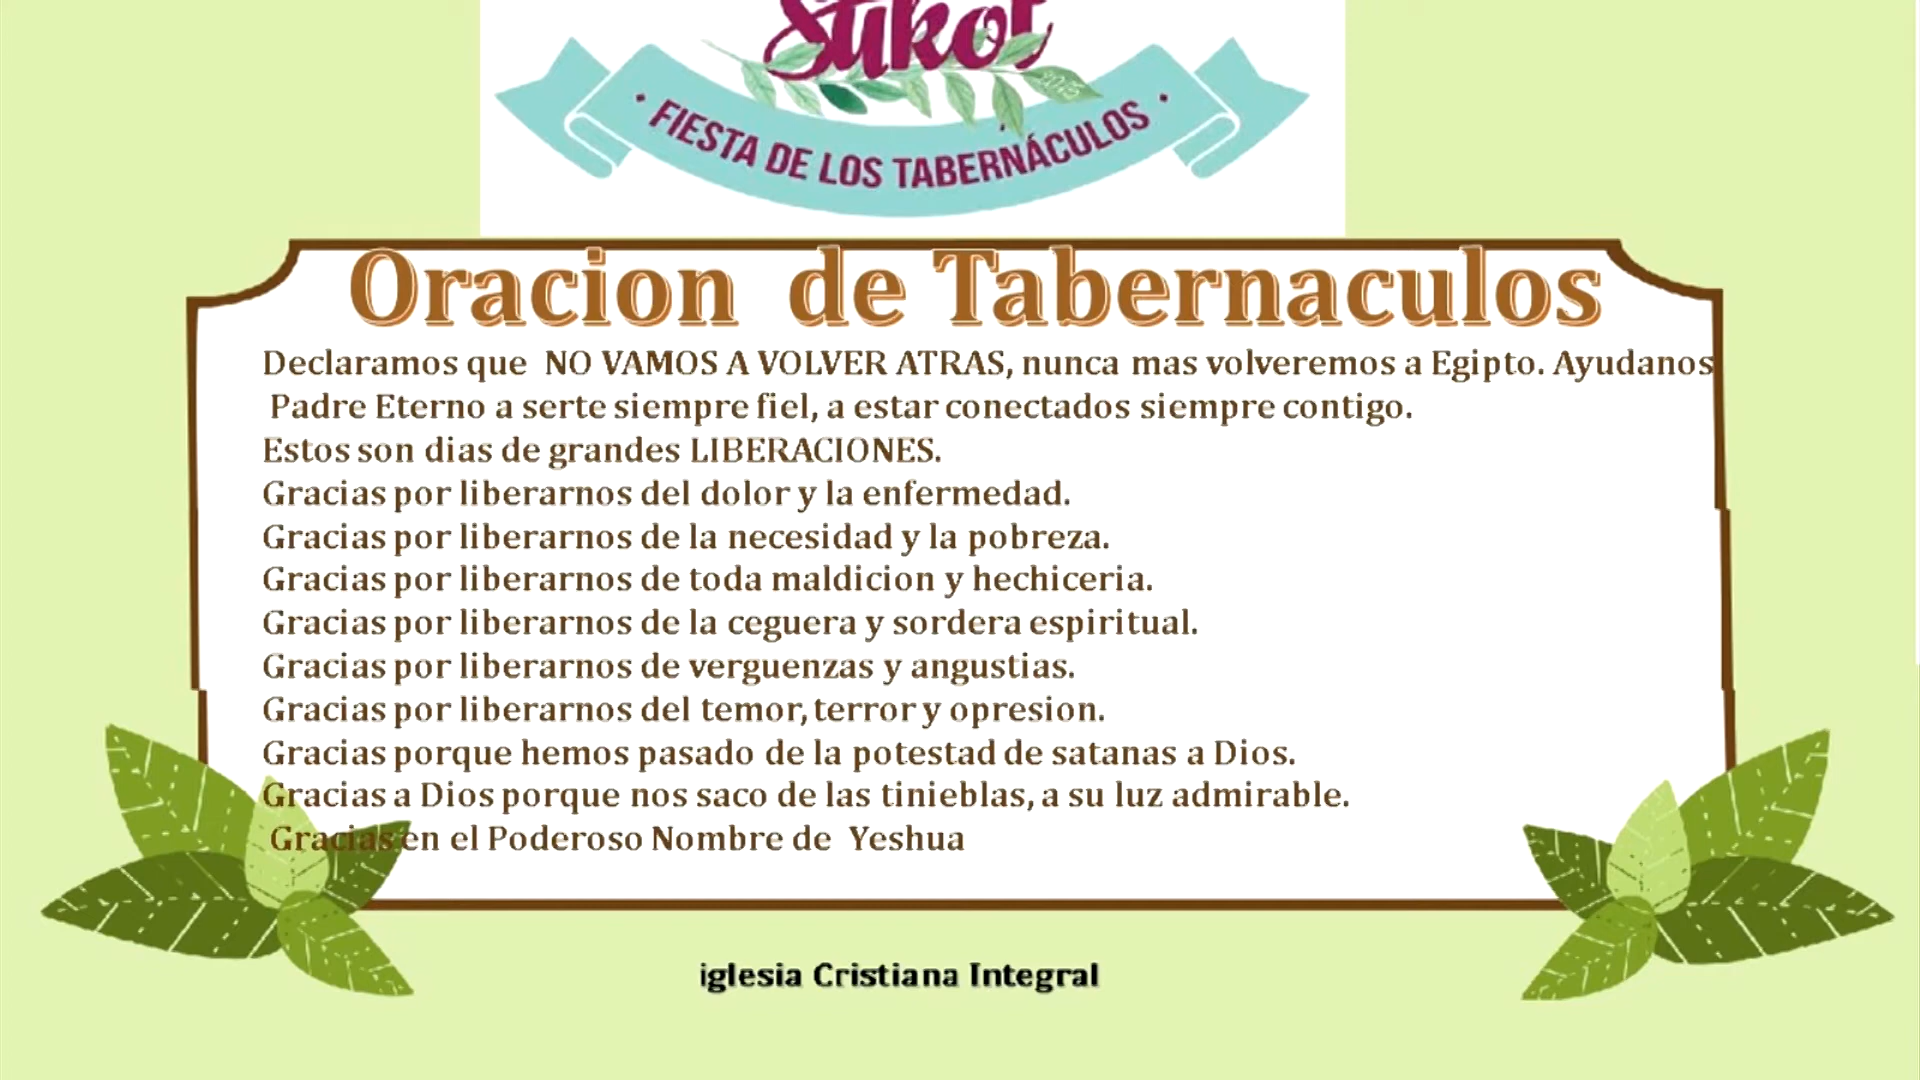 Sukot
2025
• FIESTA DE LOS TABERNÁCULOS •
Oracion de Tabernaculos
Declaramos que NO VAMOS A VOLVER ATRAS, nunca mas volveremos a Egipto. Ayudanos
Padre Eterno a serte siempre fiel, a estar conectados siempre contigo.
Estos son dias de grandes LIBERACIONES.
Gracias por liberarnos del dolor y la enfermedad.
Gracias por liberarnos de la necesidad y la pobreza.
Gracias por liberarnos de toda maldicion y hechiceria.
Gracias por liberarnos de la ceguera y sordera espiritual.
Gracias por liberarnos de verguenzas y angustias.
Gracias por liberarnos del temor, terror y opresion.
Gracias porque hemos pasado de la potestad de satanas a Dios.
Gracias a Dios porque nos saco de las tinieblas, a su luz admirable.
Gracias en el Poderoso Nombre de Yeshua
iglesia Cristiana Integral